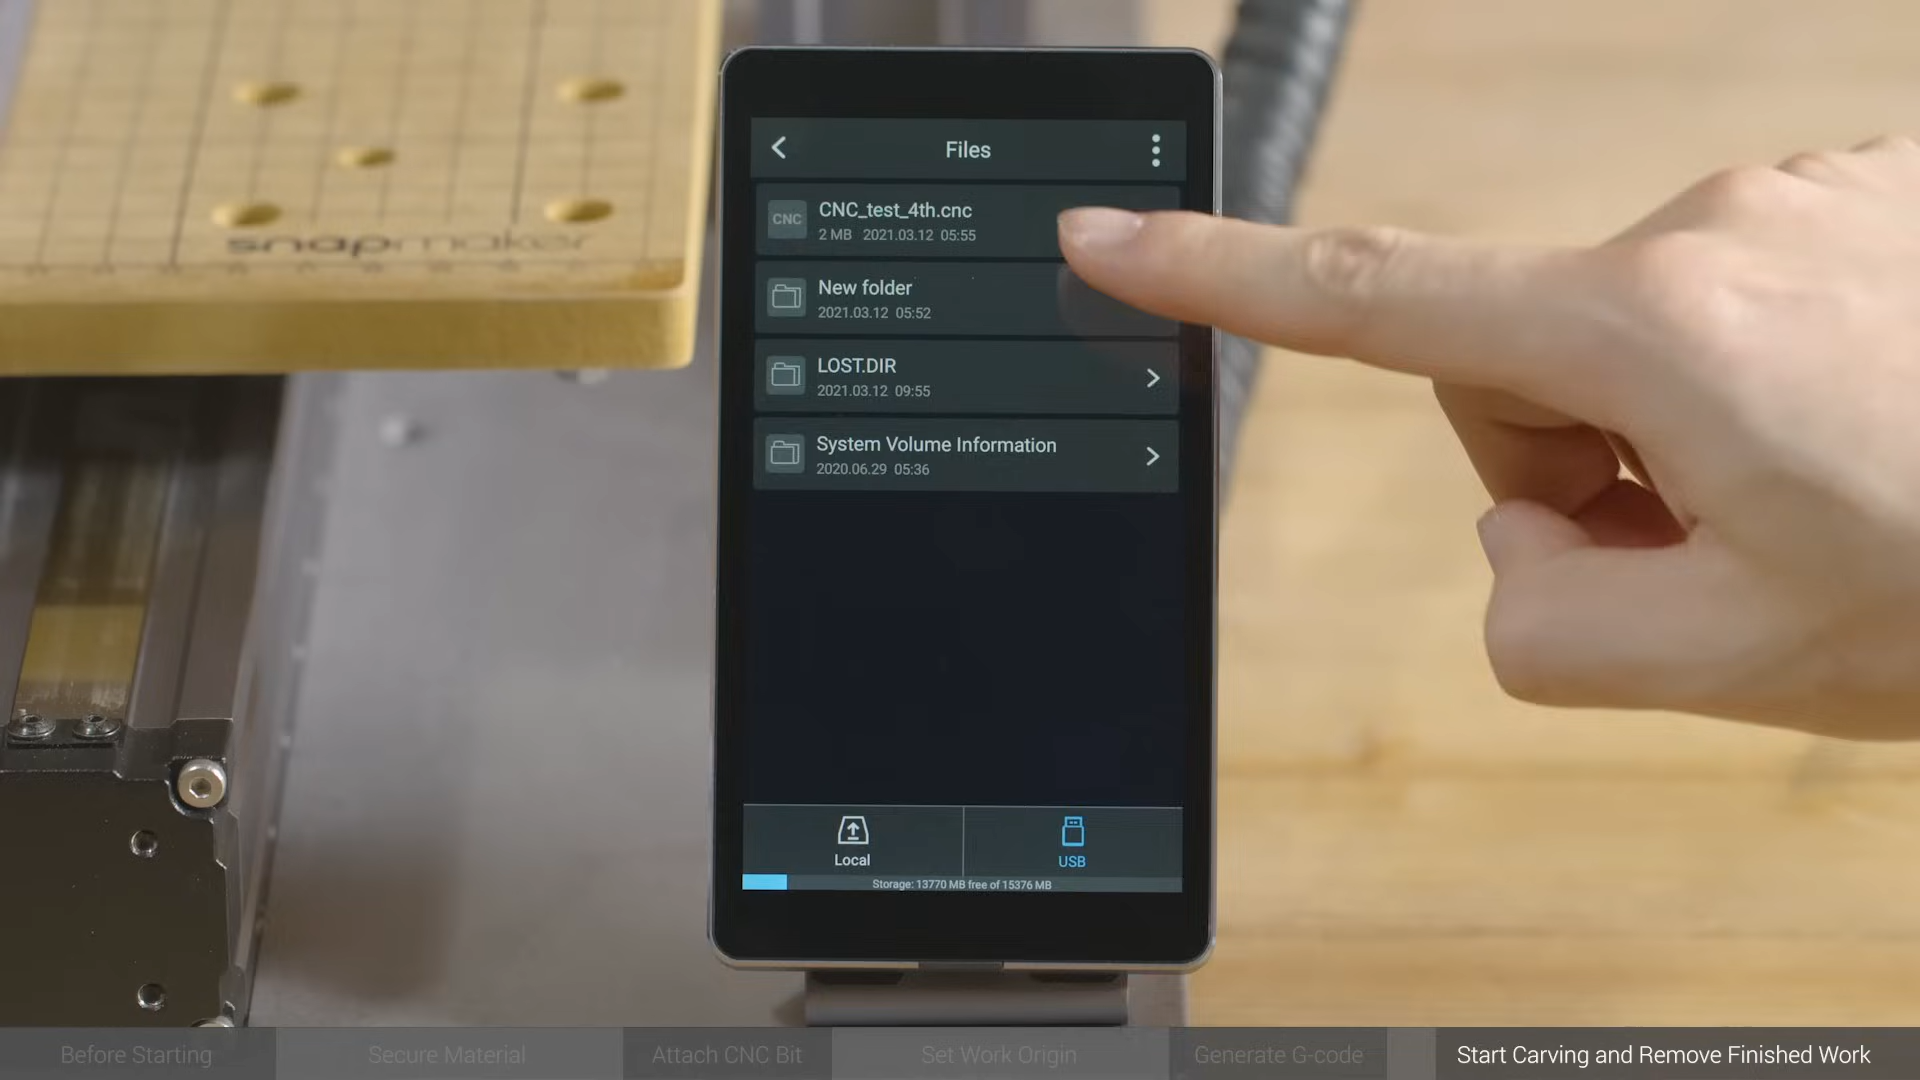 snapmaker
Files
CNC
CNC_test_4th.cnc
2 MB 2021.03.12 05:55
New folder
2021.03.12 05:52
LOST.DIR
2021.03.12 09:55
System Volume Information
2020.06.29 05:36
Local
USB
Storage: 13770 MB free of 15376 MB
Before Starting
Secure Material
Attach CNC Bit
Set Work Origin
Generate G-code
Start Carving and Remove Finished Work